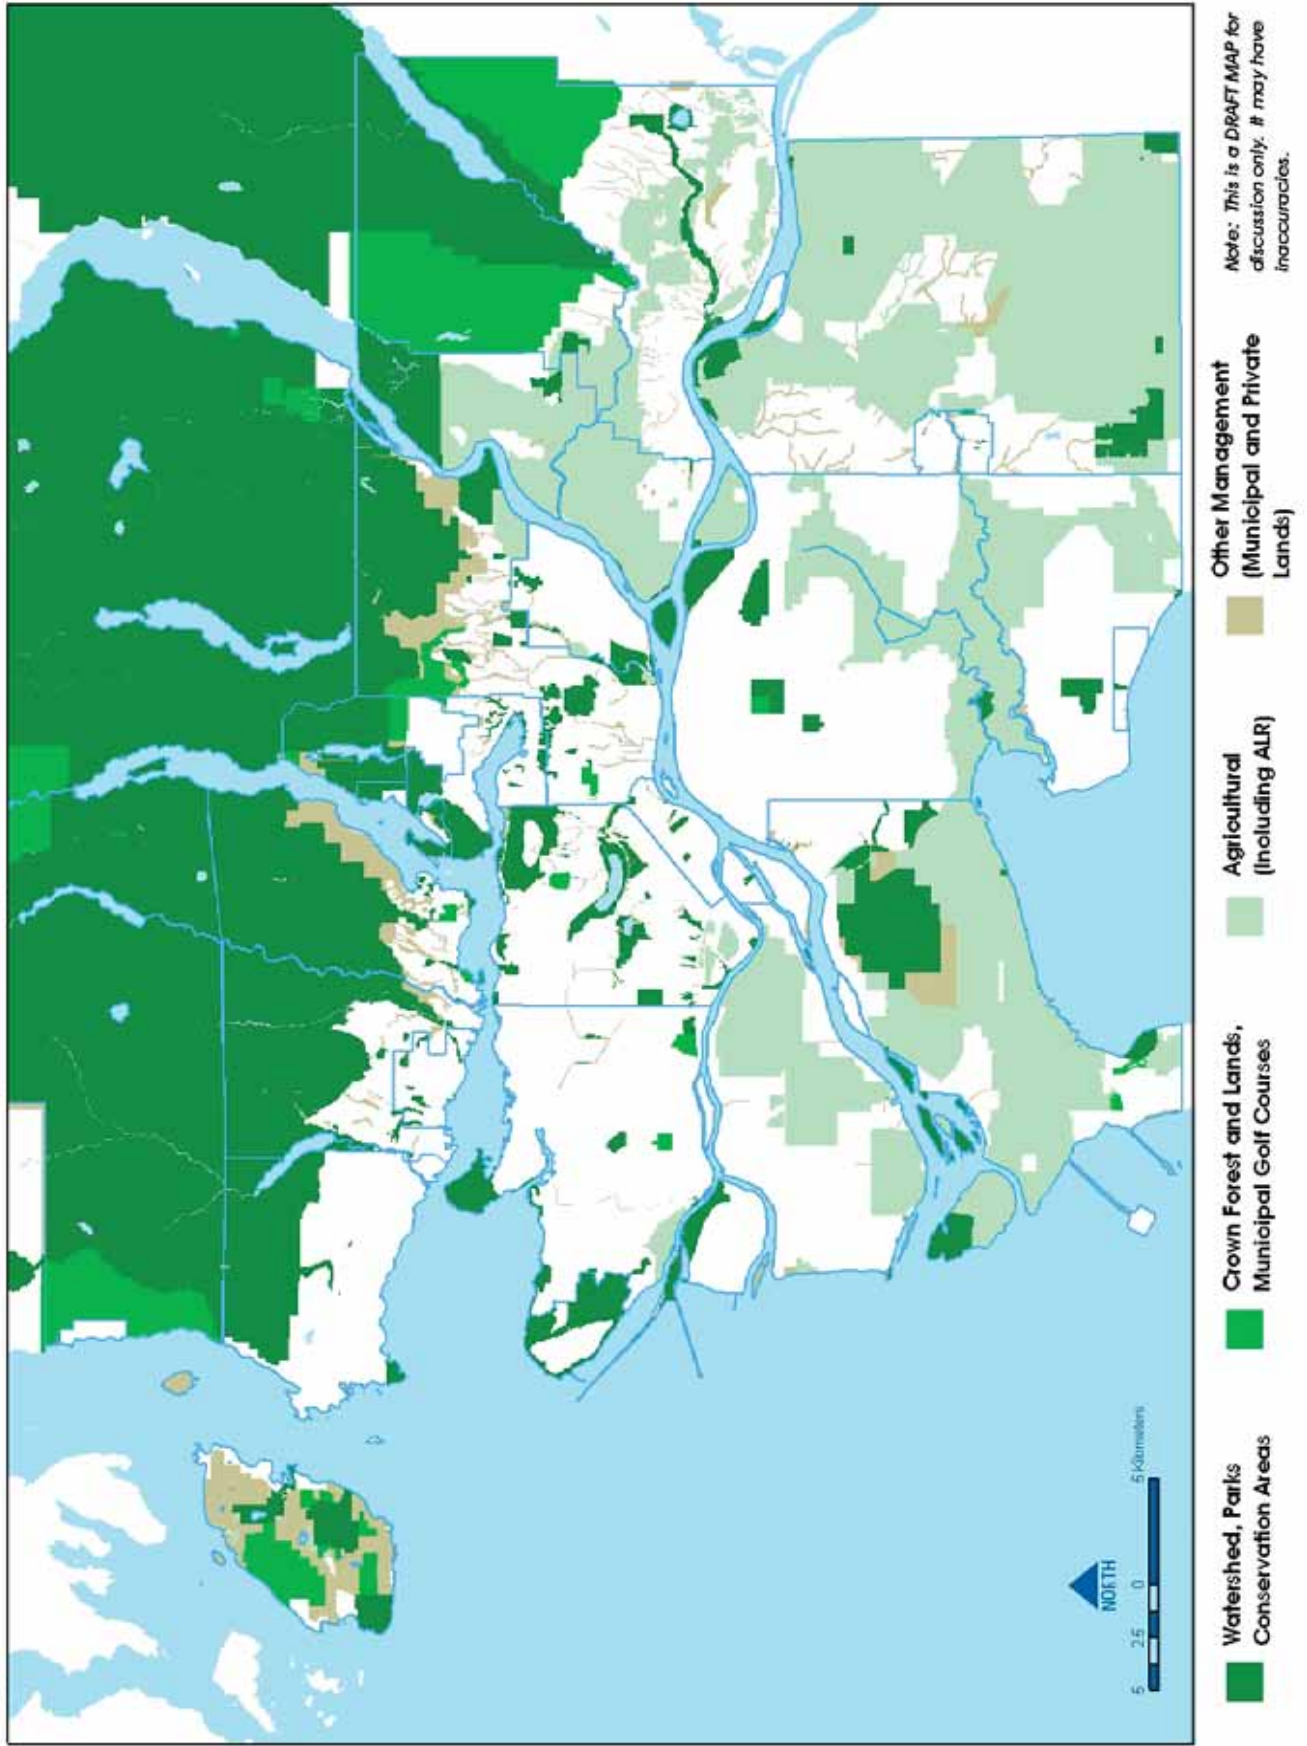 NORTH
5 2.5 0 5 Kilometers
Watershed, Parks
Conservation Areas
Crown Forest and Lands,
Municipal Golf Courses
Agricultural
(Including ALR)
Other Management
(Municipal and Private
Lands)
Note: This is a DRAFT MAP for
discussion only. It may have
inaccuracies.